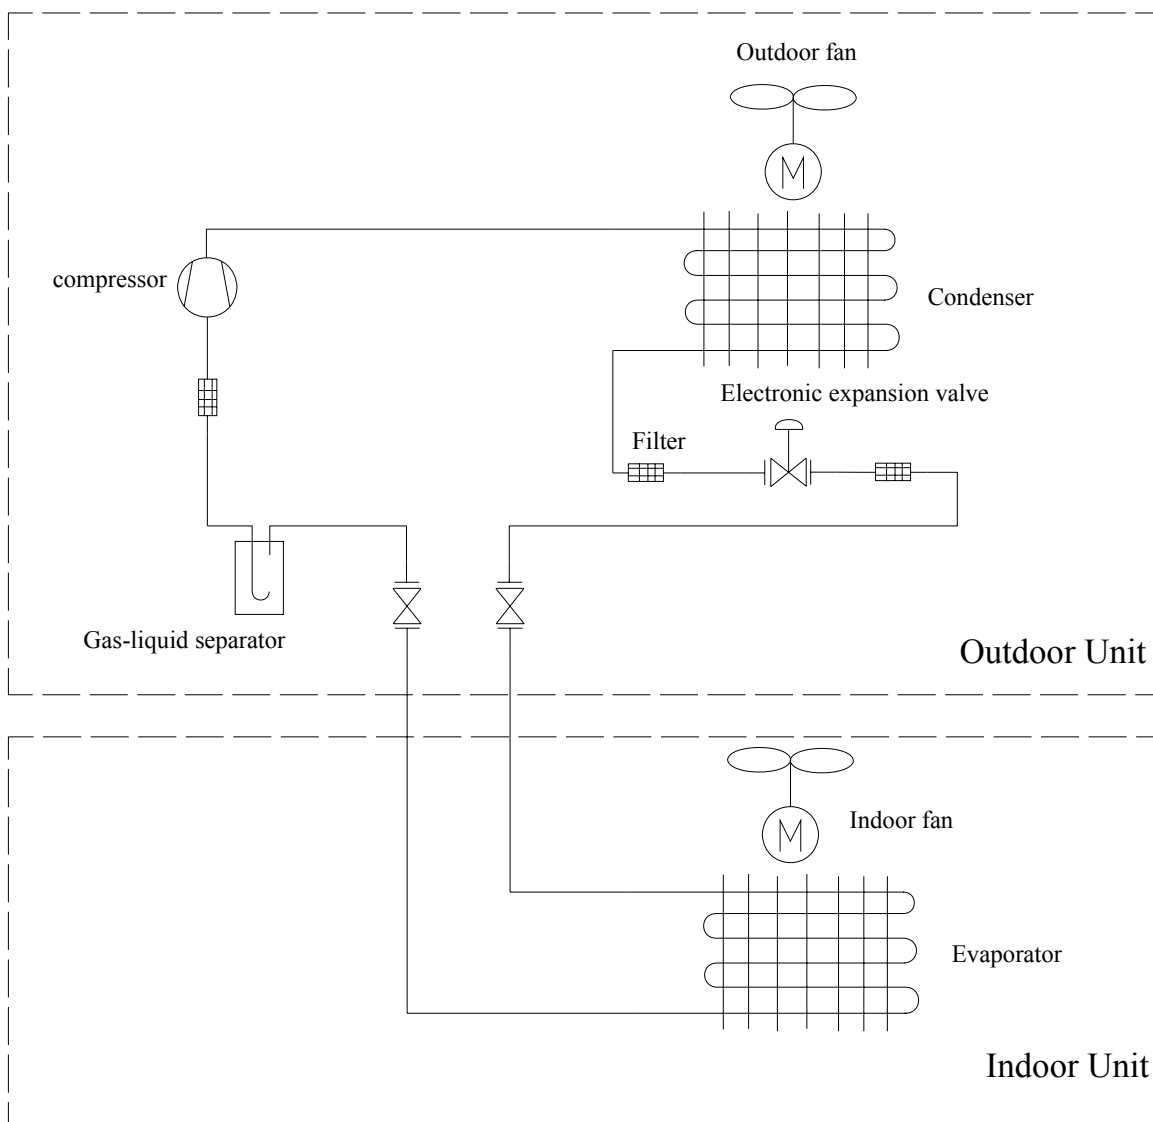 Outdoor fan
M
compressor
Condenser
Electronic expansion valve
Filter
Gas-liquid separator
Outdoor Unit
M
Indoor fan
Evaporator
Indoor Unit